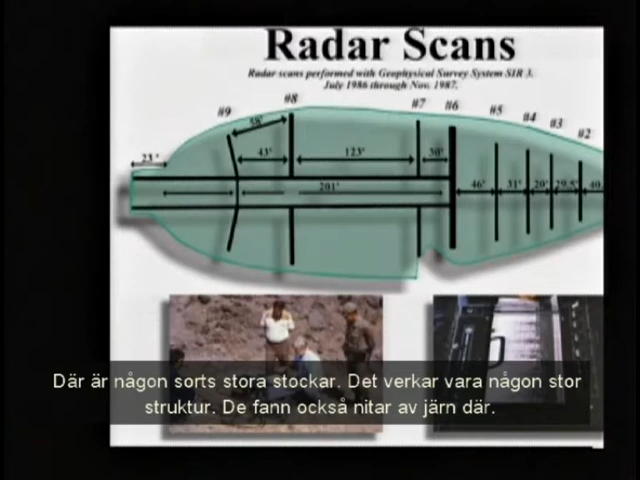 Radar Scans
Radar scans performed with Geophysical Survey System SIR 3.
July 1986 through Nov. 1987.
#9 #8 #7 #6 #5 #4 #3 #2
58'
23' 43' 123' 30'
201' 46' 31' 20' 29.5' 40.
Där är någon sorts stora stockar. Det verkar vara någon stor
struktur. De fann också nitar av järn där.